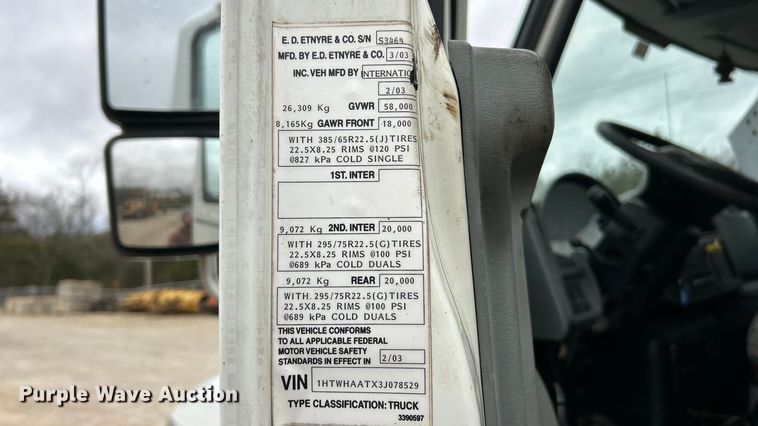 E. D. ETNYRE & CO. S/N S3464
MFD. BY E.D. ETNYRE & CO. 3/03
INC. VEH MFD BY INTERNATIO
2/03
26,309 Kg GVWR 58,000
8,165Kg GAWR FRONT 18,000
WITH 385/65R22.5(J)TIRES
22.5X8.25 RIMS @120 PSI
@827 kPa COLD SINGLE
1ST. INTER
9,072 Kg 2ND. INTER 20,000
WITH 295/75R22.5(G)TIRES
22.5X8.25 RIMS @100 PSI
@689 kPa COLD DUALS
9,072 Kg REAR 20,000
WITH 295/75R22.5(G)TIRES
22.5X8.25 RIMS @100 PSI
@689 kPa COLD DUALS
THIS VEHICLE CONFORMS
TO ALL APPLICABLE FEDERAL
MOTOR VEHICLE SAFETY
STANDARDS IN EFFECT IN 2/03
VIN 1HTWHAATX3J078529
TYPE CLASSIFICATION: TRUCK
3390597
Purple Wave Auction